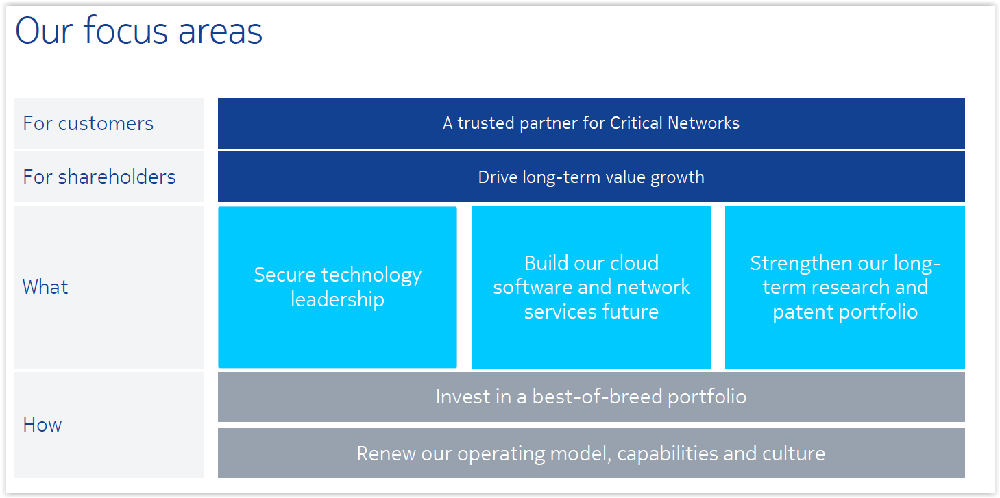 Our focus areas
For customers
A trusted partner for Critical Networks
For shareholders
Drive long-term value growth
What
Secure technology
leadership
Build our cloud
software and network
services future
Strengthen our long-
term research and
patent portfolio
How
Invest in a best-of-breed portfolio
Renew our operating model, capabilities and culture